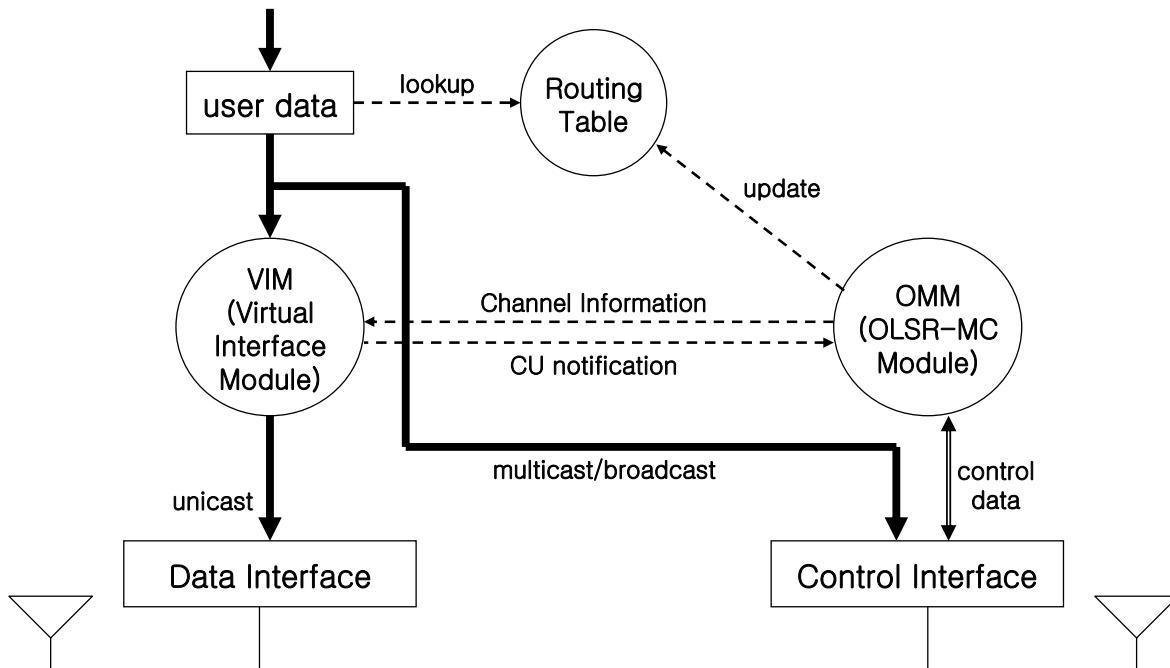 lookup
user data
Routing
Table
update
VIM
(Virtual
Interface
Module)
Channel Information
CU notification
OMM
(OLSR-MC
Module)
multicast/broadcast
unicast
control
data
Data Interface
Control Interface